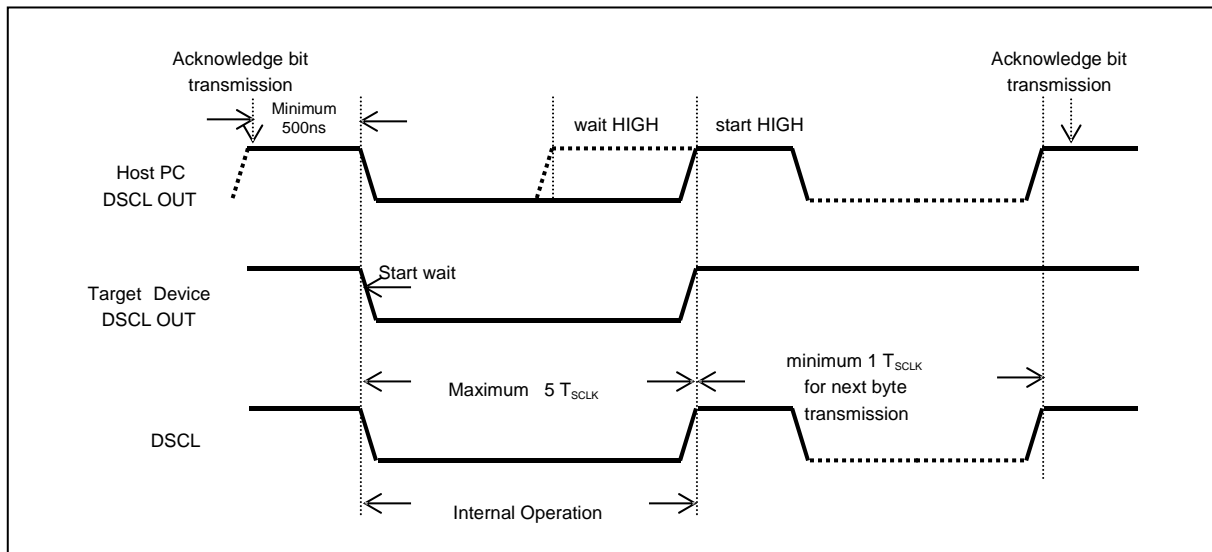 Acknowledge bit
transmission
Acknowledge bit
transmission
Minimum
500ns
wait HIGH
start HIGH
Host PC
DSCL OUT
Start wait
Target Device
DSCL OUT
Maximum 5 TSCLK
minimum 1 TSCLK
for next byte
transmission
DSCL
Internal Operation